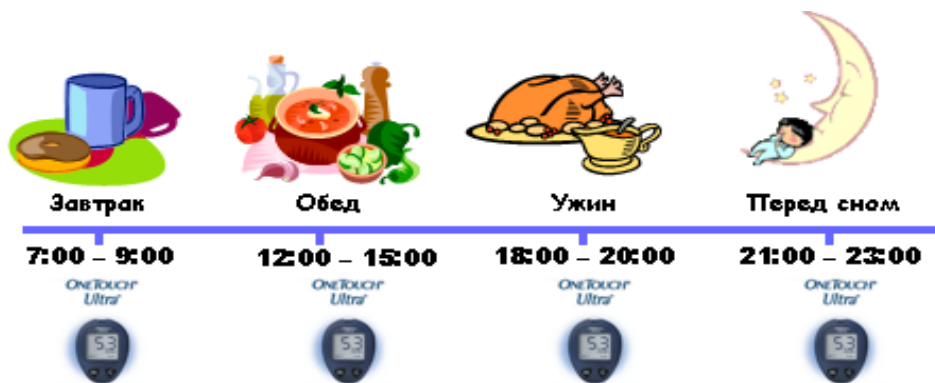 Завтрак Обед Ужин Перед сном
7:00 – 9:00 12:00 – 15:00 18:00 – 20:00 21:00 – 23:00
ONETOUCH ONETOUCH ONETOUCH ONETOUCH
Ultra Ultra Ultra Ultra
5.3 5.3 5.3 5.3